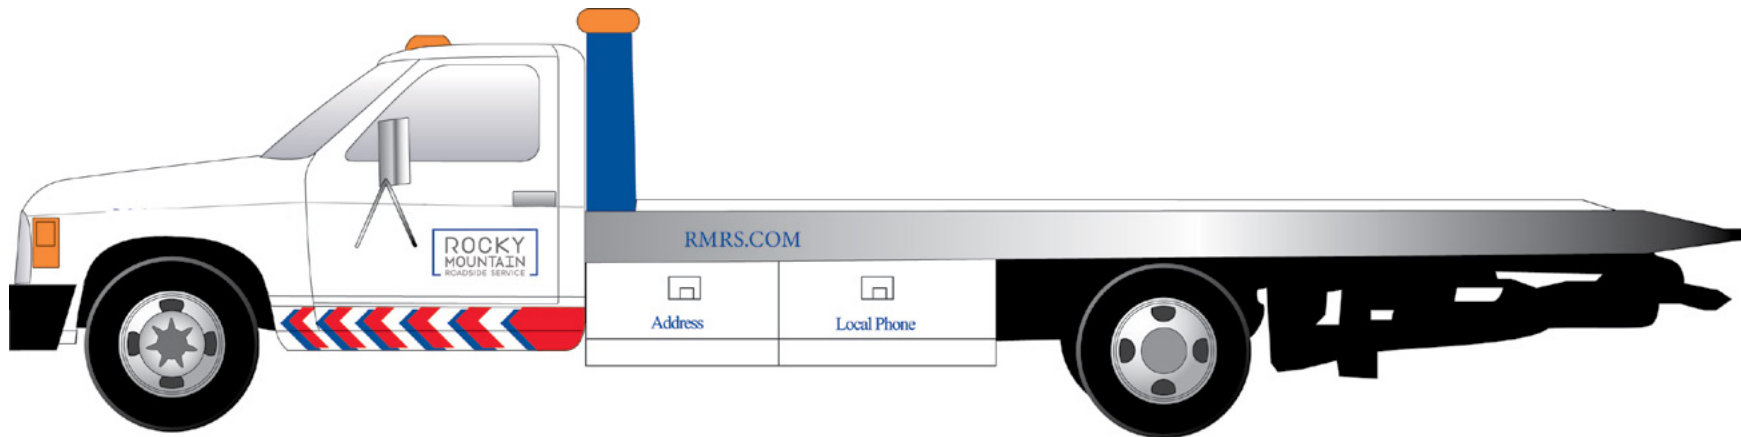 ROCKY
MOUNTAIN
ROADSIDE SERVICE
RMRS.COM
Address
Local Phone